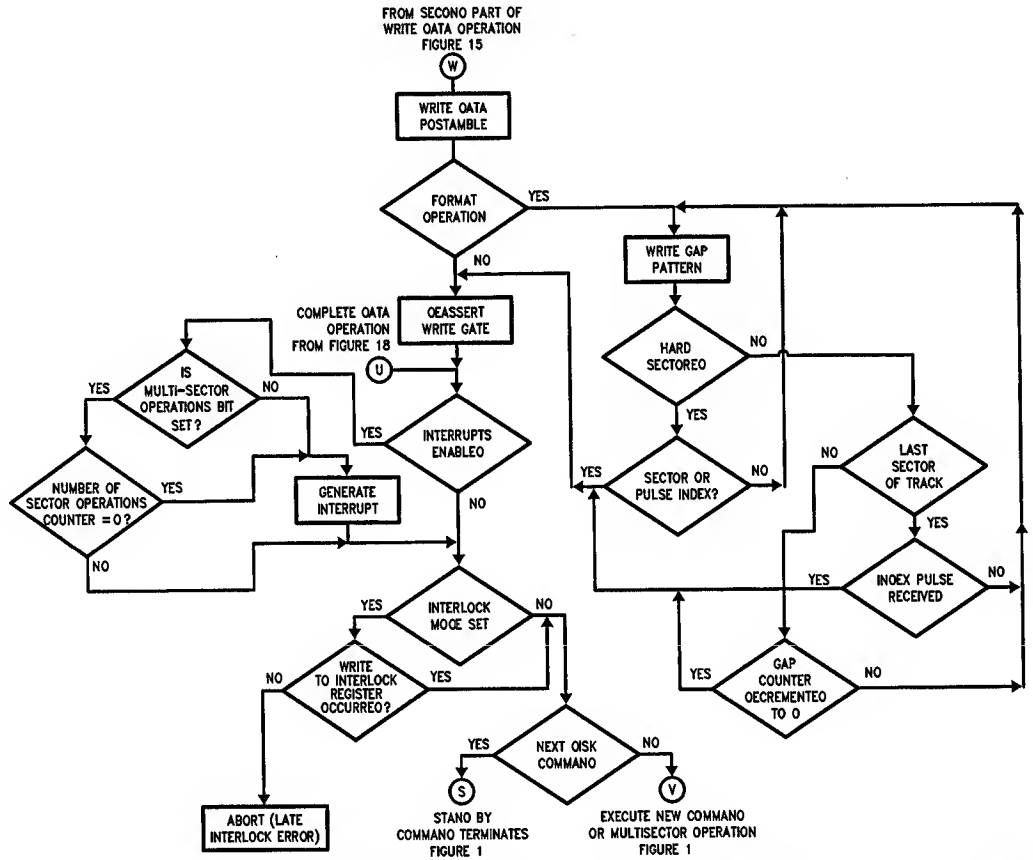 FROM SECONO PART OF
WRITE OATA OPERATION
FIGURE 15
W
WRITE OATA
POSTAMBLE
FORMAT
OPERATION
YES
NO
WRITE GAP
PATTERN
COMPLETE OATA
OPERATION
FROM FIGURE 18
OEASSERT
WRITE GATE
HARD
SECTOREO
NO
YES
U
IS
MULTI-SECTOR
OPERATIONS BIT
SET?
YES
NO
INTERRUPTS
ENABLEO
YES
NO
SECTOR OR
PULSE INDEX?
YES
NO
LAST
SECTOR
OF TRACK
NO
YES
NUMBER OF
SECTOR OPERATIONS
COUNTER = 0?
YES
NO
GENERATE
INTERRUPT
INOEX PULSE
RECEIVED
YES
NO
INTERLOCK
MOCE SET
YES
NO
WRITE
TO INTERLOCK
REGISTER
OCCURREO?
NO
YES
GAP
COUNTER
OECREMENTEO
TO 0
YES
NO
NEXT OISK
COMMANO
YES
NO
S
V
ABORT (LATE
INTERLOCK ERROR)
STANO BY
COMMANO TERMINATES
FIGURE 1
EXECUTE NEW COMMANO
OR MULTISECTOR OPERATION
FIGURE 1